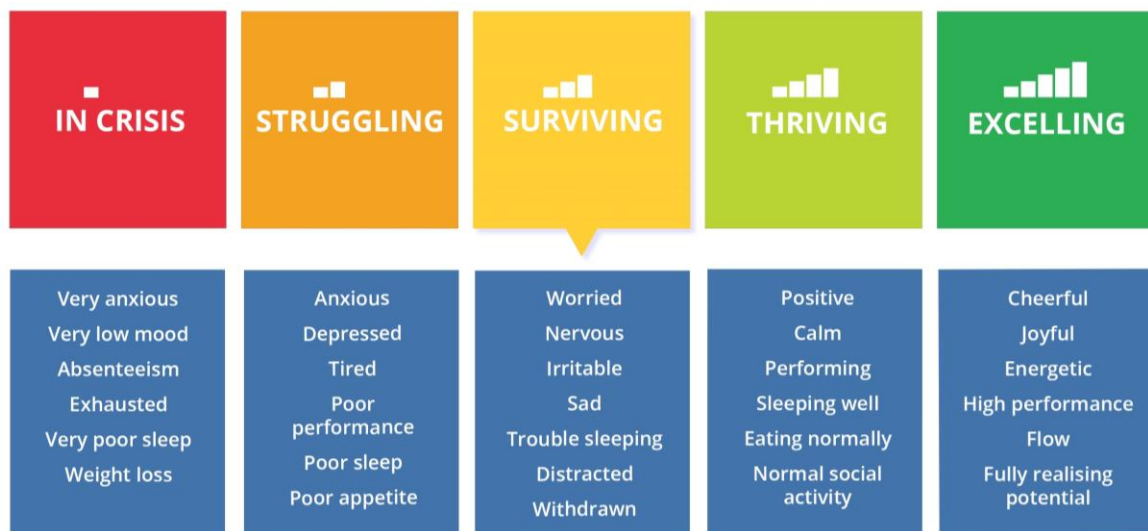 IN CRISIS
STRUGGLING
SURVIVING
THRIVING
EXCELLING
Very anxious
Very low mood
Absenteeism
Exhausted
Very poor sleep
Weight loss
Anxious
Depressed
Tired
Poor
performance
Poor sleep
Poor appetite
Worried
Nervous
Irritable
Sad
Trouble sleeping
Distracted
Withdrawn
Positive
Calm
Performing
Sleeping well
Eating normally
Normal social
activity
Cheerful
Joyful
Energetic
High performance
Flow
Fully realising
potential